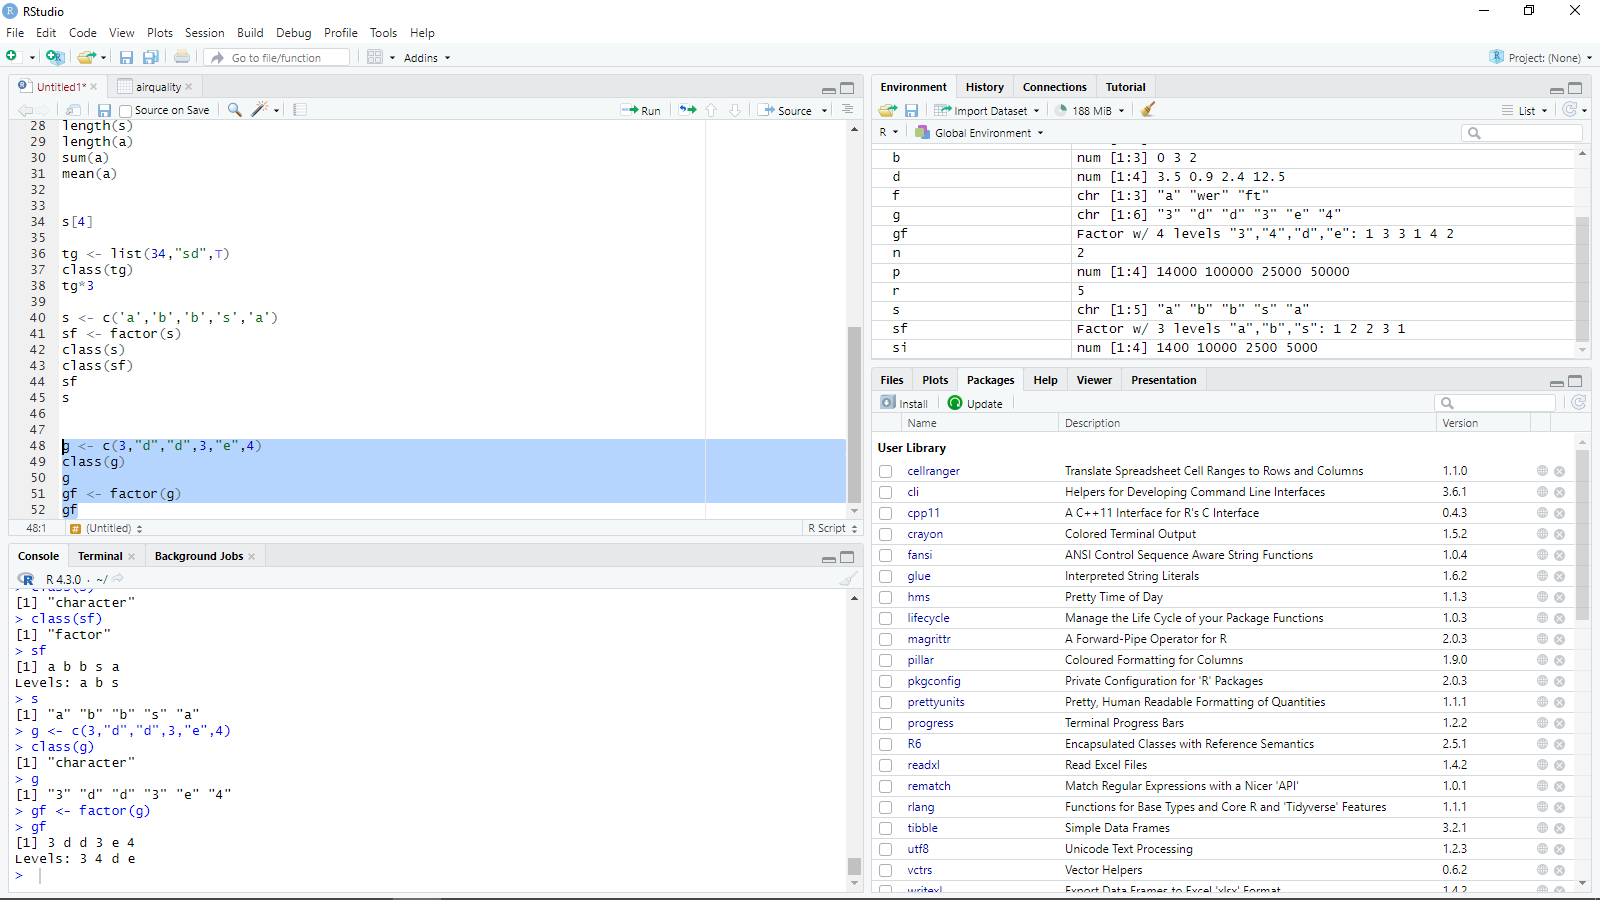 RStudio
File Edit Code View Plots Session Build Debug Profile Tools Help
Go to file/function Addins Project: (None)
Untitled1* airquality
Source on Save Run Source
28 length(s)
29 length(a)
30 sum(a)
31 mean(a)
32
33
34 s[4]
35
36 tg <- list(34,"sd",T)
37 class(tg)
38 tg*3
39
40 s <- c('a','b','b','s','a')
41 sf <- factor(s)
42 class(s)
43 class(sf)
44 sf
45 s
46
47
48 g <- c(3,"d","d",3,"e",4)
49 class(g)
50 g
51 gf <- factor(g)
52 gf
48:1 (Untitled) R Script
Console Terminal Background Jobs
R 4.3.0 · ~/
> class(s)
[1] "character"
> class(sf)
[1] "factor"
> sf
[1] a b b s a
Levels: a b s
> s
[1] "a" "b" "b" "s" "a"
> g <- c(3,"d","d",3,"e",4)
> class(g)
[1] "character"
> g
[1] "3" "d" "d" "3" "e" "4"
> gf <- factor(g)
> gf
[1] 3 d d 3 e 4
Levels: 3 4 d e
>
Environment History Connections Tutorial
Import Dataset 188 MiB List
R Global Environment
b num [1:3] 0 3 2
d num [1:4] 3.5 0.9 2.4 12.5
f chr [1:3] "a" "wer" "ft"
g chr [1:6] "3" "d" "d" "3" "e" "4"
gf Factor w/ 4 levels "3","4","d","e": 1 3 3 1 4 2
n 2
p num [1:4] 14000 100000 25000 50000
r 5
s chr [1:5] "a" "b" "b" "s" "a"
sf Factor w/ 3 levels "a","b","s": 1 2 2 3 1
si num [1:4] 1400 10000 2500 5000
Files Plots Packages Help Viewer Presentation
Install Update
Name Description Version
User Library
cellranger Translate Spreadsheet Cell Ranges to Rows and Columns 1.1.0
cli Helpers for Developing Command Line Interfaces 3.6.1
cpp11 A C++11 Interface for R's C Interface 0.4.3
crayon Colored Terminal Output 1.5.2
fansi ANSI Control Sequence Aware String Functions 1.0.4
glue Interpreted String Literals 1.6.2
hms Pretty Time of Day 1.1.3
lifecycle Manage the Life Cycle of your Package Functions 1.0.3
magrittr A Forward-Pipe Operator for R 2.0.3
pillar Coloured Formatting for Columns 1.9.0
pkgconfig Private Configuration for 'R' Packages 2.0.3
prettyunits Pretty, Human Readable Formatting of Quantities 1.1.1
progress Terminal Progress Bars 1.2.2
R6 Encapsulated Classes with Reference Semantics 2.5.1
readxl Read Excel Files 1.4.2
rematch Match Regular Expressions with a Nicer 'API' 1.0.1
rlang Functions for Base Types and Core R and 'Tidyverse' Features 1.1.1
tibble Simple Data Frames 3.2.1
utf8 Unicode Text Processing 1.2.3
vctrs Vector Helpers 0.6.2
writexl Export Data Frames to Excel 'xlsx' Format 1.4.2